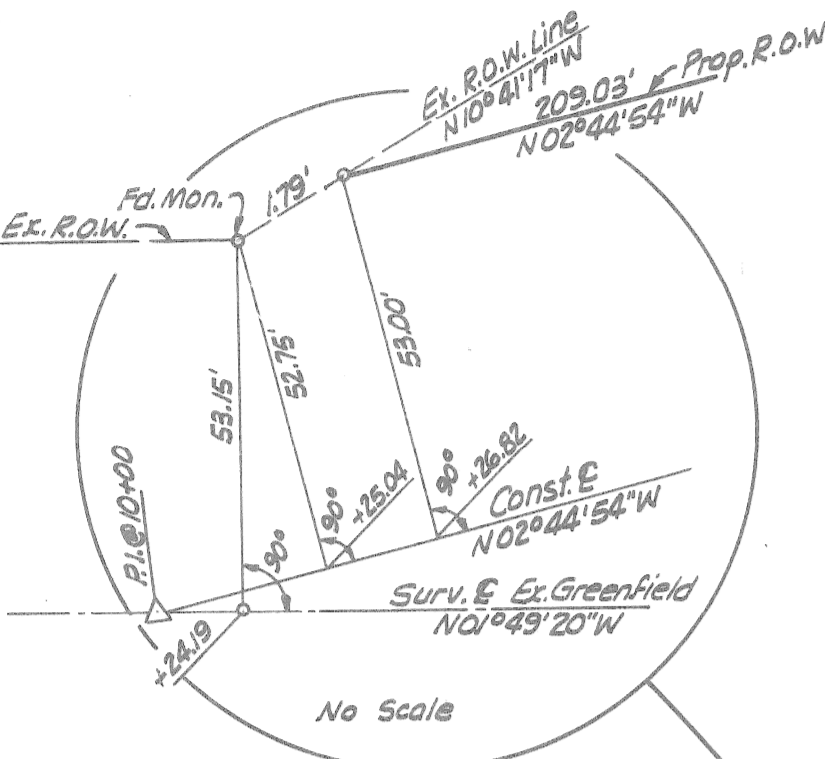 Ex. R.O.W. Line
N10°41'17"W
209.03'
Prop. R.O.W
N02°44'54"W
Fd. Mon.
1.79'
Ex. R.O.W.
53.15'
52.75'
53.00'
P.I.@10+00
90°
90°
+25.04
90°
+26.82
Const. ℄
N02°44'54"W
Surv. ℄ Ex. Greenfield
N01°49'20"W
+24.19
No Scale